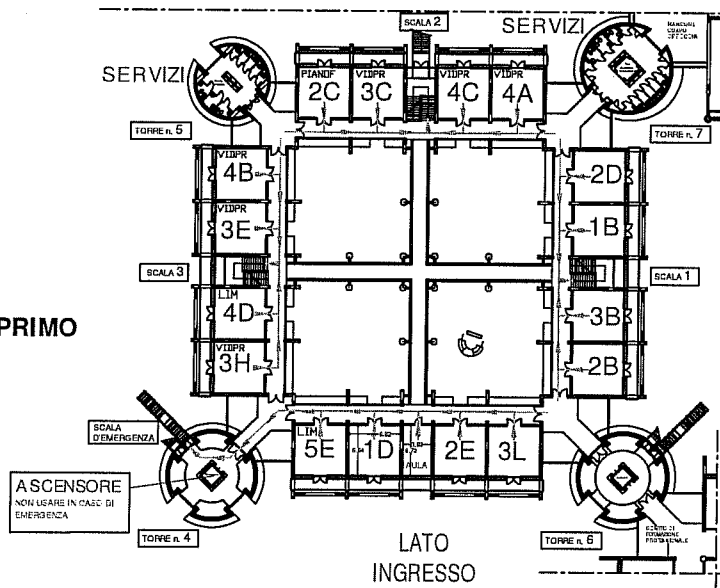 SCALA 2
SERVIZI
SERVIZI
PIANOF
2C
VIDPR
3C
VIDPR
4C
VIDPR
4A
TORRE n. 5
TORRE n. 7
VIDPR
4B
2D
VIDPR
3E
1B
SCALA 3
SCALA 1
LIM
4D
3B
PRIMO
VIDPR
3H
2B
SCALA
D'EMERGENZA
LIM
5E
1D
AULA
2E
3L
ASCENSORE
NON USARE IN CASO DI
EMERGENZA
TORRE n. 4
TORRE n. 6
LATO
INGRESSO